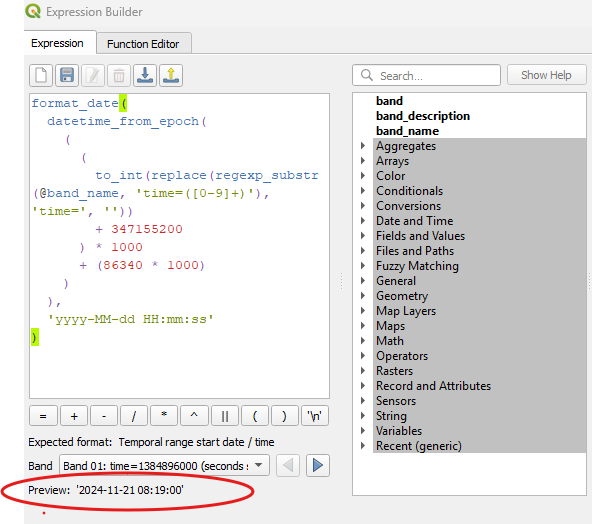 Expression Builder
Expression
Function Editor
format_date(
datetime_from_epoch(
(
(
to_int(replace(regexp_substr
(@band_name, 'time=([0-9]+)'),
'time=', ''))
+ 347155200
) * 1000
+ (86340 * 1000)
)
),
'yyyy-MM-dd HH:mm:ss'
)
= + - / * ^ || ( ) '\n'
Expected format: Temporal range start date / time
Band Band 01: time=1384896000 (seconds s
Preview: '2024-11-21 08:19:00'
Search...
Show Help
band
band_description
band_name
Aggregates
Arrays
Color
Conditionals
Conversions
Date and Time
Fields and Values
Files and Paths
Fuzzy Matching
General
Geometry
Map Layers
Maps
Math
Operators
Rasters
Record and Attributes
Sensors
String
Variables
Recent (generic)